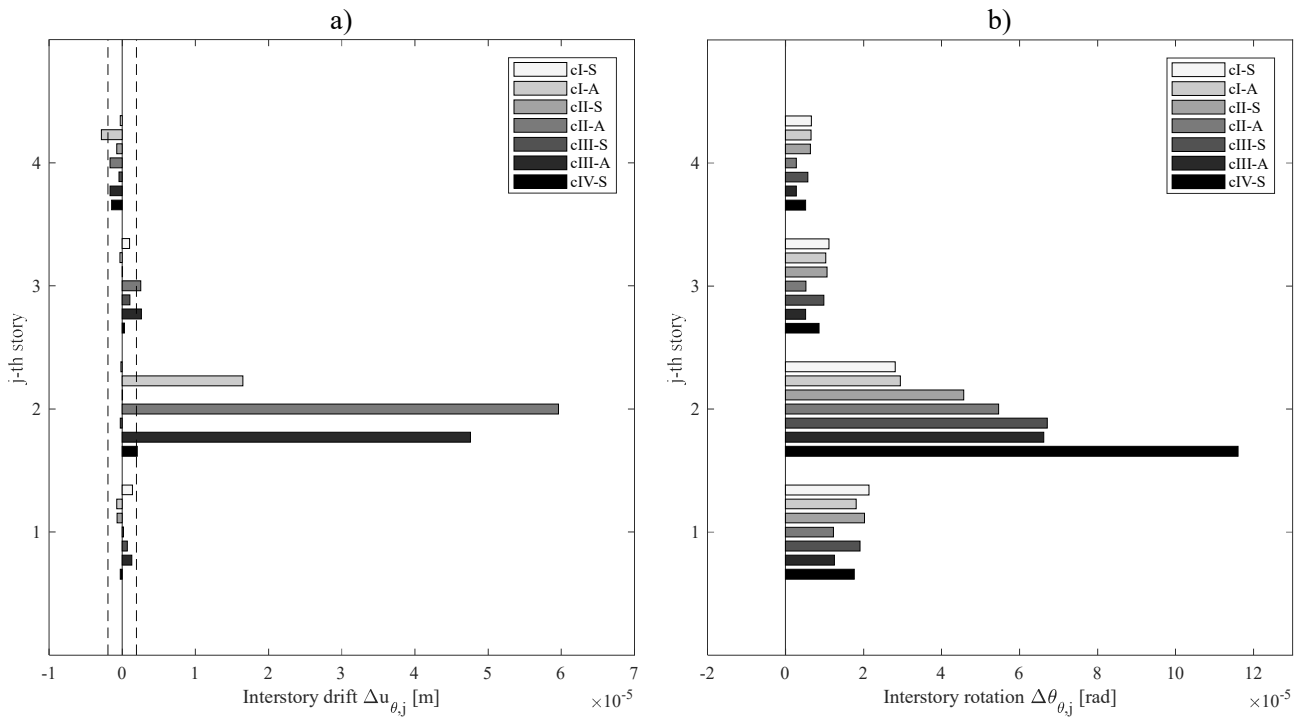 a)
cI-S
cI-A
cII-S
cII-A
cIII-S
cIII-A
cIV-S
4
3
2
1
j-th story
-1 0 1 2 3 4 5 6 7
Interstory drift Δu_θ,j [m]
×10^-5
b)
cI-S
cI-A
cII-S
cII-A
cIII-S
cIII-A
cIV-S
4
3
2
1
j-th story
-2 0 2 4 6 8 10 12
Interstory rotation Δθ_θ,j [rad]
×10^-5